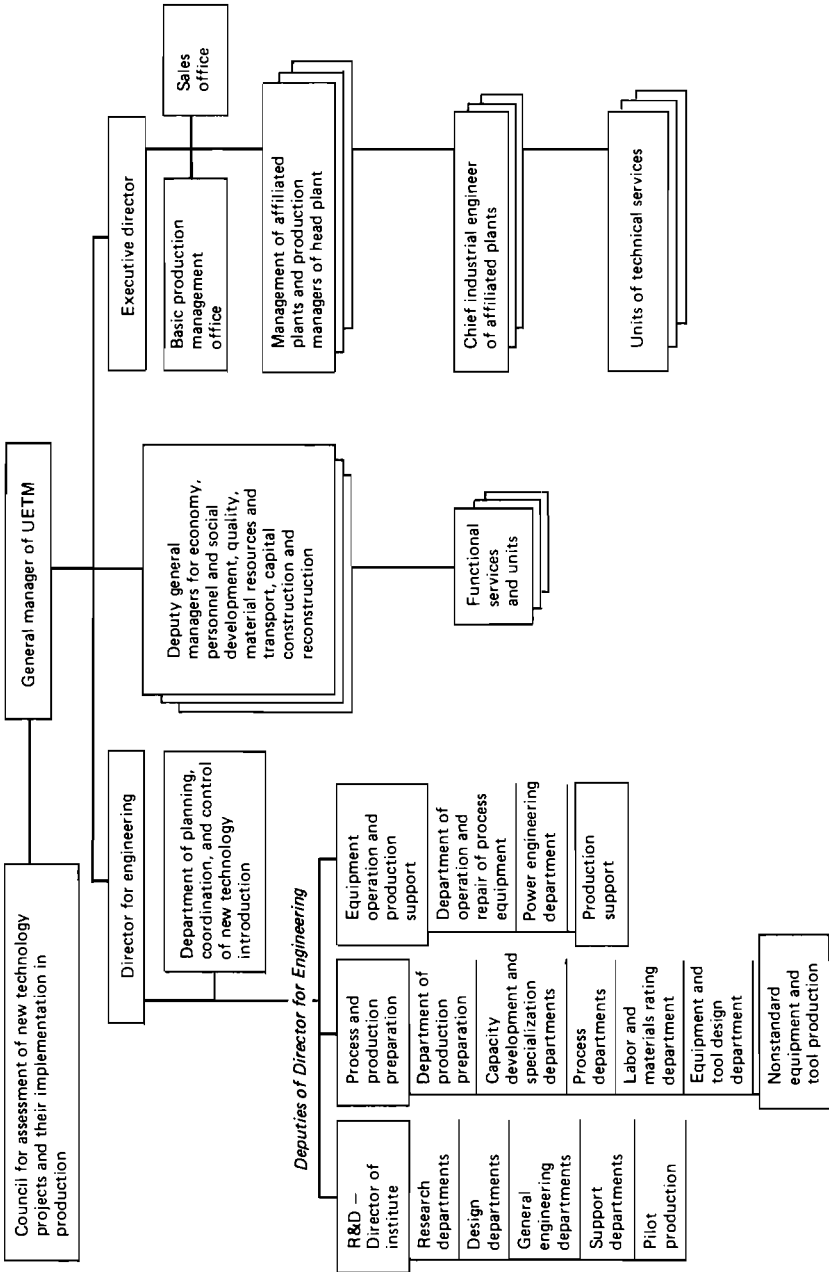 Council for assessment of new technology
projects and their implementation in
production
General manager of UETM
Director for engineering
Department of planning,
coordination, and control
of new technology
introduction
Deputies of Director for Engineering
R&D –
Director of
institute
Research
departments
Design
departments
General
engineering
departments
Support
departments
Pilot
production
Process and
production
preparation
Department of
production
preparation
Capacity
development and
specialization
departments
Process
departments
Labor and
materials rating
department
Equipment and
tool design
department
Nonstandard
equipment and
tool production
Equipment
operation and
production
support
Department of
operation and
repair of process
equipment
Power engineering
department
Production
support
Deputy general
managers for economy,
personnel and social
development, quality,
material resources and
transport, capital
construction and
reconstruction
Functional
services
and units
Executive director
Basic production
management
office
Sales
office
Management of affiliated
plants and production
managers of head plant
Chief industrial engineer
of affiliated plants
Units of technical services